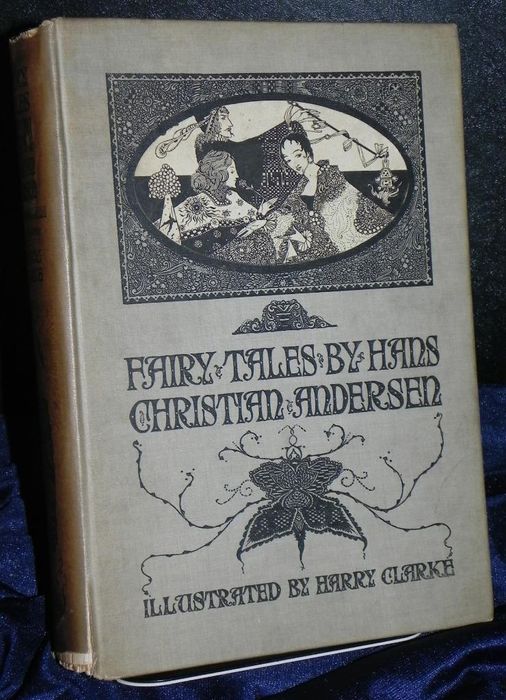 FAIRY TALES BY HANS
CHRISTIAN ANDERSEN
ILLUSTRATED BY HARRY CLARKE